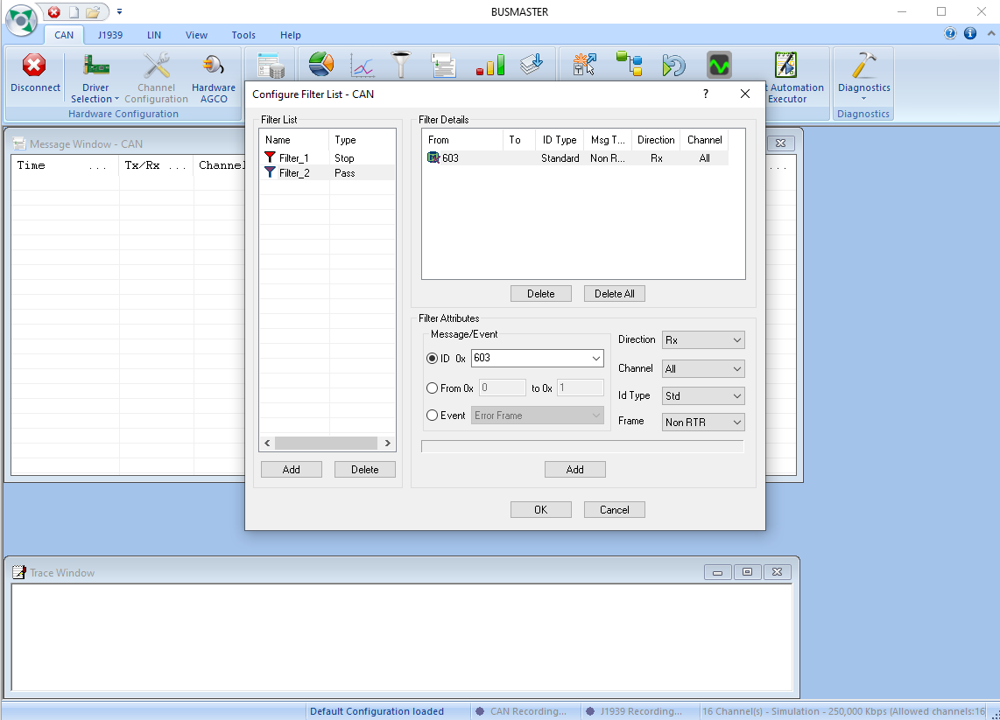 BUSMASTER
CAN J1939 LIN View Tools Help
Disconnect
Driver Selection
Channel Configuration
Hardware AGCO
Automation Executor
Diagnostics
Hardware Configuration
Diagnostics
Configure Filter List - CAN
?
Message Window - CAN
Time ... Tx/Rx ... Channel
...
Filter List
Name Type
Filter_1 Stop
Filter_2 Pass
Add Delete
Filter Details
From To ID Type Msg T... Direction Channel
603 Standard Non R... Rx All
Delete Delete All
Filter Attributes
Message/Event
ID 0x 603
From 0x 0 to 0x 1
Event Error Frame
Direction Rx
Channel All
Id Type Std
Frame Non RTR
Add
OK Cancel
Trace Window
Default Configuration loaded CAN Recording... J1939 Recording... 16 Channel(s) - Simulation - 250,000 Kbps (Allowed channels:16